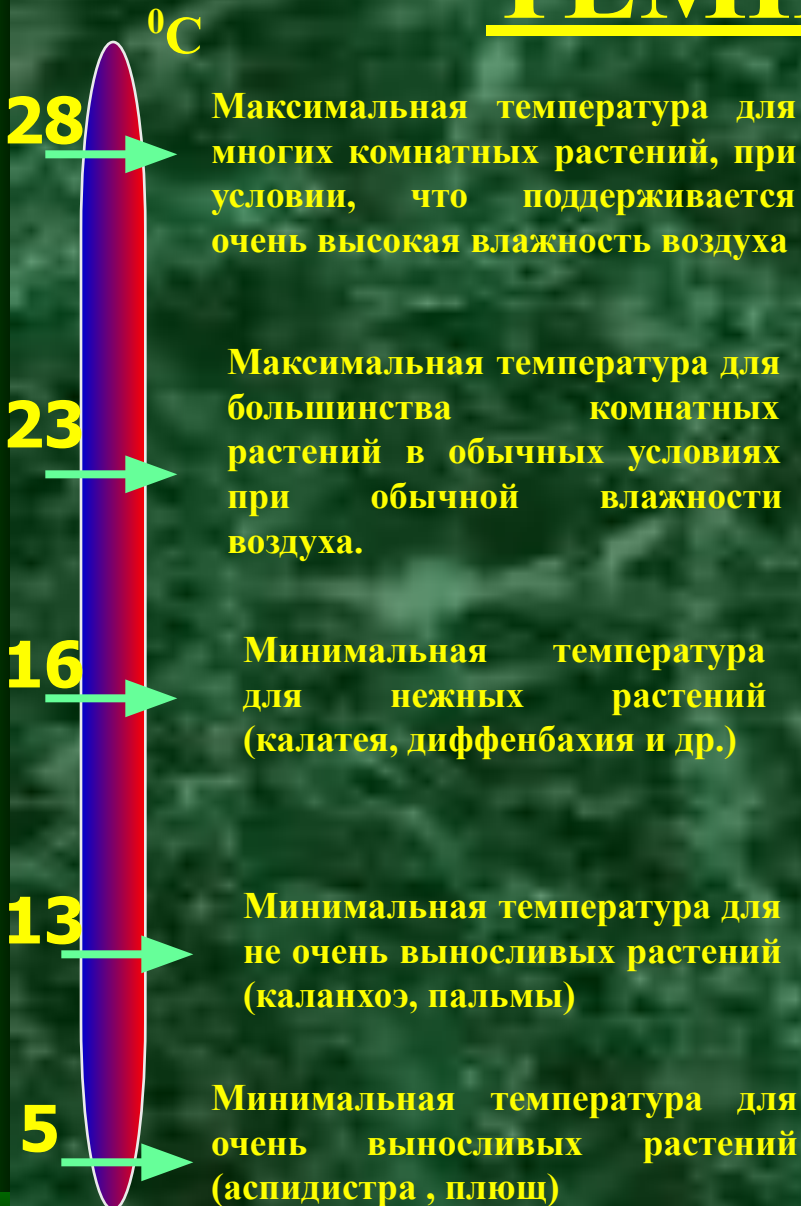 ⁰C
28
Максимальная температура для
многих комнатных растений, при
условии, что поддерживается
очень высокая влажность воздуха
23
Максимальная температура для
большинства комнатных
растений в обычных условиях
при обычной влажности
воздуха.
16
Минимальная температура
для нежных растений
(калатея, диффенбахия и др.)
13
Минимальная температура для
не очень выносливых растений
(каланхоэ, пальмы)
5
Минимальная температура для
очень выносливых растений
(аспидистра , плющ)